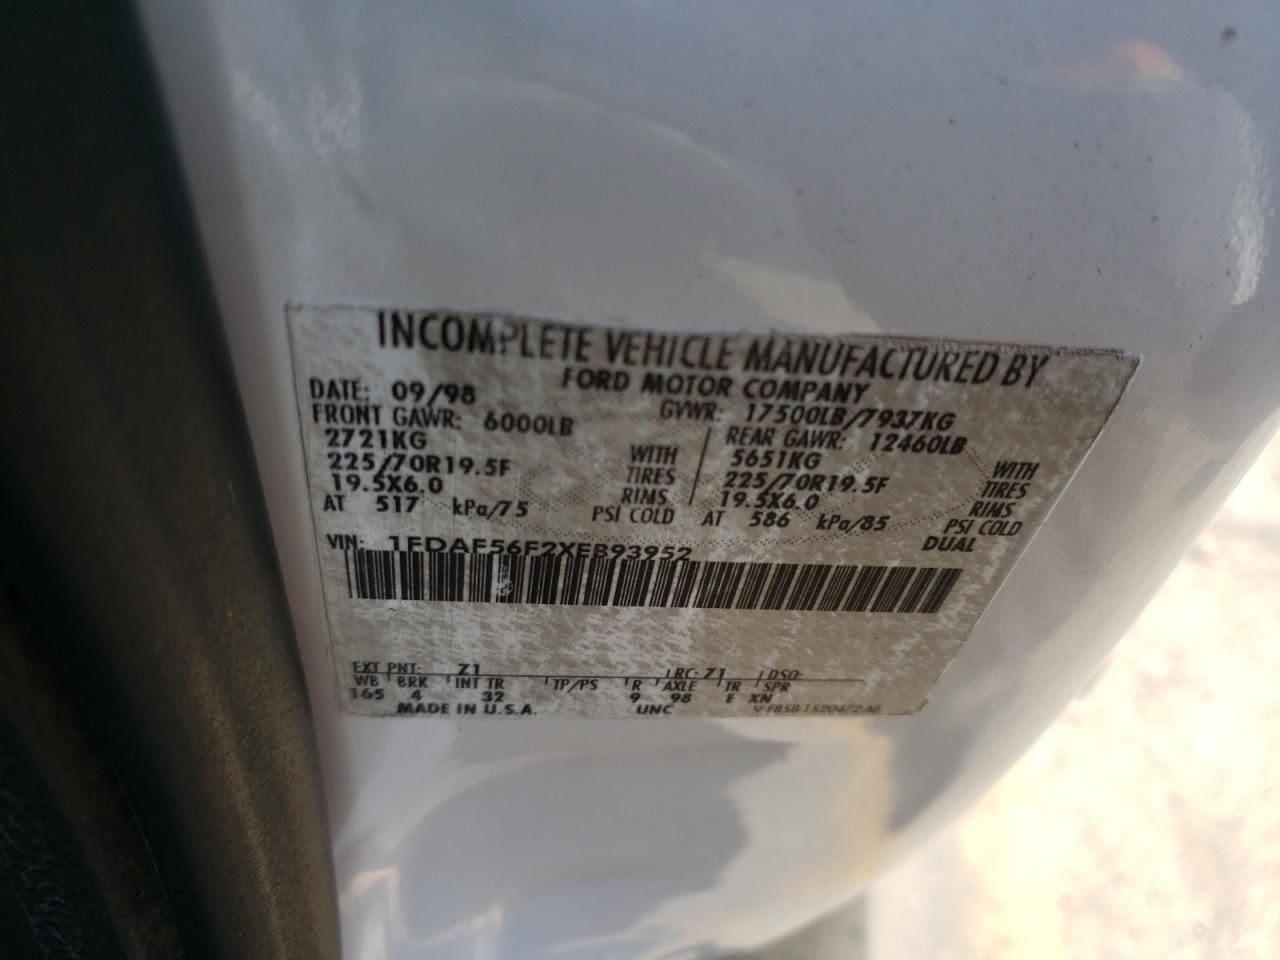 INCOMPLETE VEHICLE MANUFACTURED BY
FORD MOTOR COMPANY
DATE: 09/98 GVWR: 17500LB/7937KG
FRONT GAWR: 6000LB REAR GAWR: 12460LB
2721KG WITH 5651KG WITH
225/70R19.5F TIRES 225/70R19.5F TIRES
19.5X6.0 RIMS 19.5X6.0 RIMS
AT 517 kPa/75 PSI COLD AT 586 kPa/85 PSI COLD
DUAL
VIN: 1FDAF56F2XEB93952
EXT PNT: Z1 RC: Z1 DSO:
WB BRK INT TR TP/PS R AXLE TR SPR
165 4 32 9 98 E XN
MADE IN U.S.A. UNC